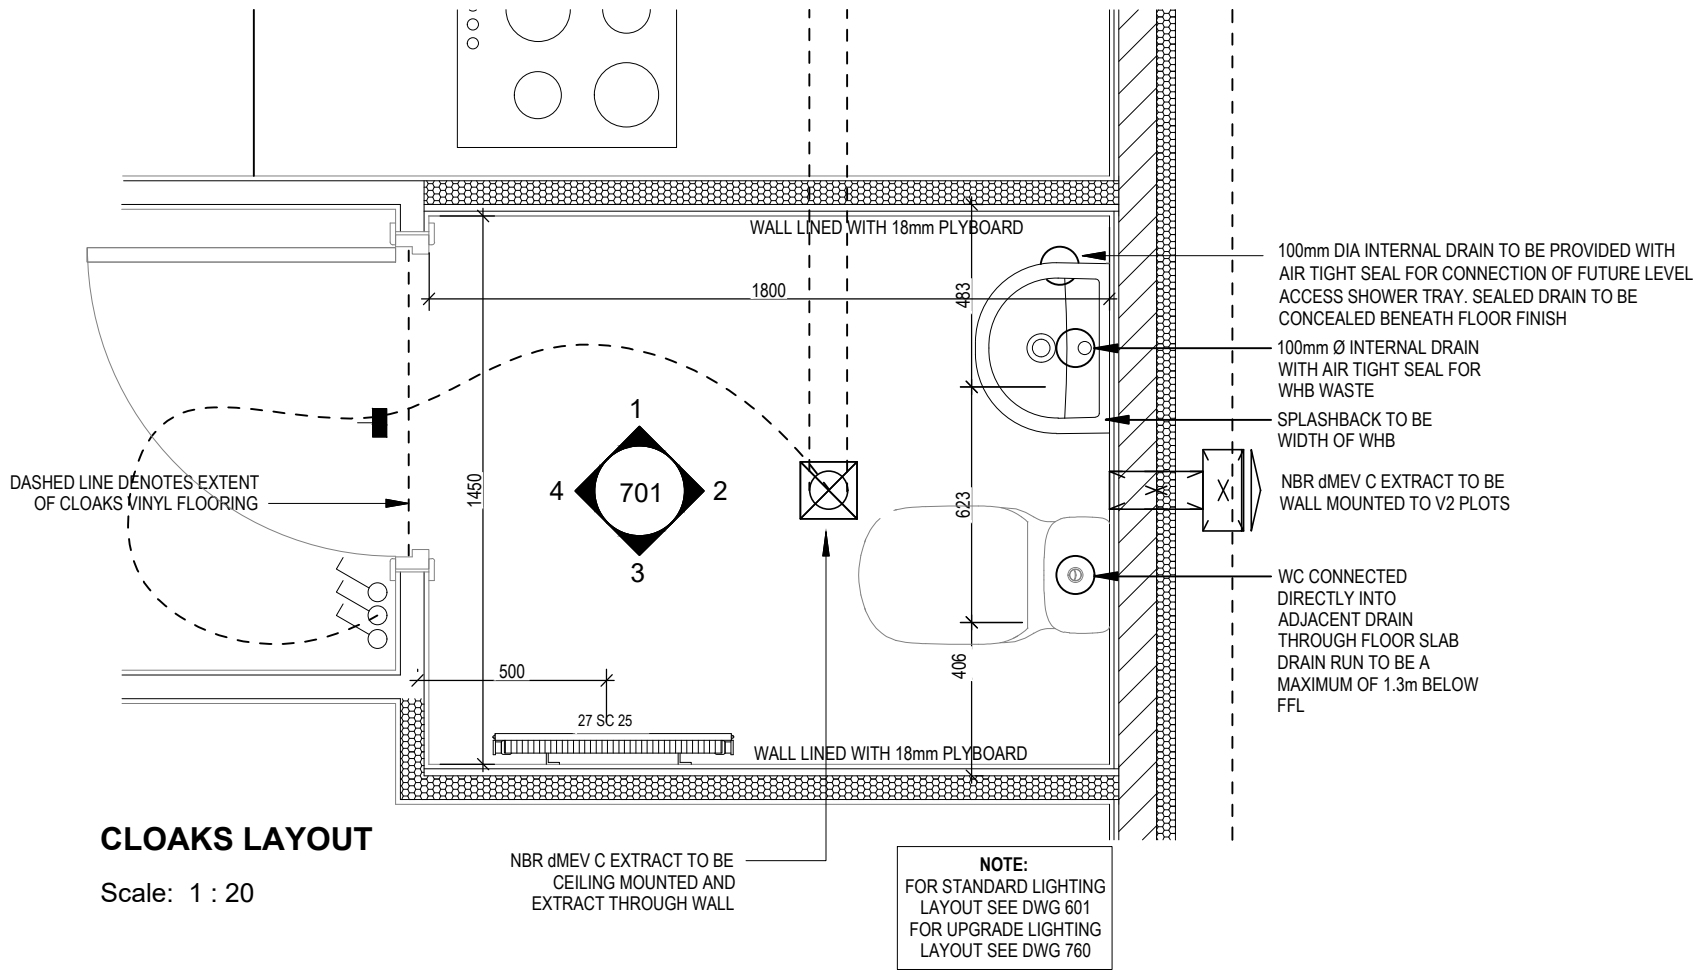 WALL LINED WITH 18mm PLYBOARD
1800
483
1450
623
406
500
27 SC 25
WALL LINED WITH 18mm PLYBOARD
1
4
701
2
3
100mm DIA INTERNAL DRAIN TO BE PROVIDED WITH
AIR TIGHT SEAL FOR CONNECTION OF FUTURE LEVEL
ACCESS SHOWER TRAY. SEALED DRAIN TO BE
CONCEALED BENEATH FLOOR FINISH
100mm Ø INTERNAL DRAIN
WITH AIR TIGHT SEAL FOR
WHB WASTE
SPLASHBACK TO BE
WIDTH OF WHB
NBR dMEV C EXTRACT TO BE
WALL MOUNTED TO V2 PLOTS
WC CONNECTED
DIRECTLY INTO
ADJACENT DRAIN
THROUGH FLOOR SLAB
DRAIN RUN TO BE A
MAXIMUM OF 1.3m BELOW
FFL
DASHED LINE DENOTES EXTENT
OF CLOAKS VINYL FLOORING
CLOAKS LAYOUT
Scale: 1 : 20
NBR dMEV C EXTRACT TO BE
CEILING MOUNTED AND
EXTRACT THROUGH WALL
NOTE:
FOR STANDARD LIGHTING
LAYOUT SEE DWG 601
FOR UPGRADE LIGHTING
LAYOUT SEE DWG 760